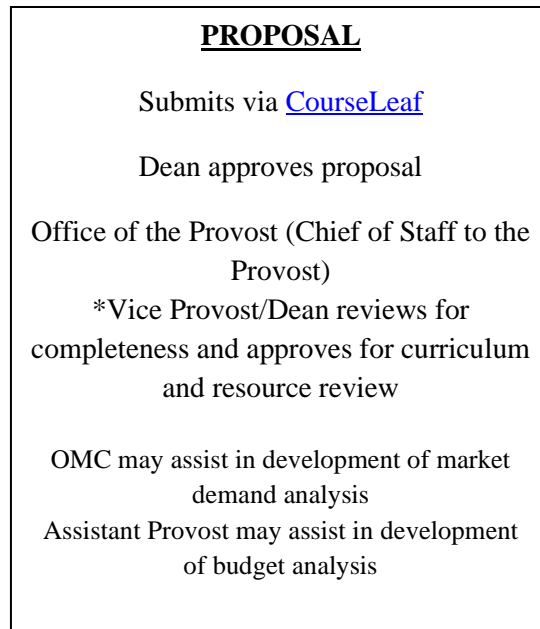 PROPOSAL
Submits via CourseLeaf
Dean approves proposal
Office of the Provost (Chief of Staff to the
Provost)
*Vice Provost/Dean reviews for
completeness and approves for curriculum
and resource review
OMC may assist in development of market
demand analysis
Assistant Provost may assist in development
of budget analysis